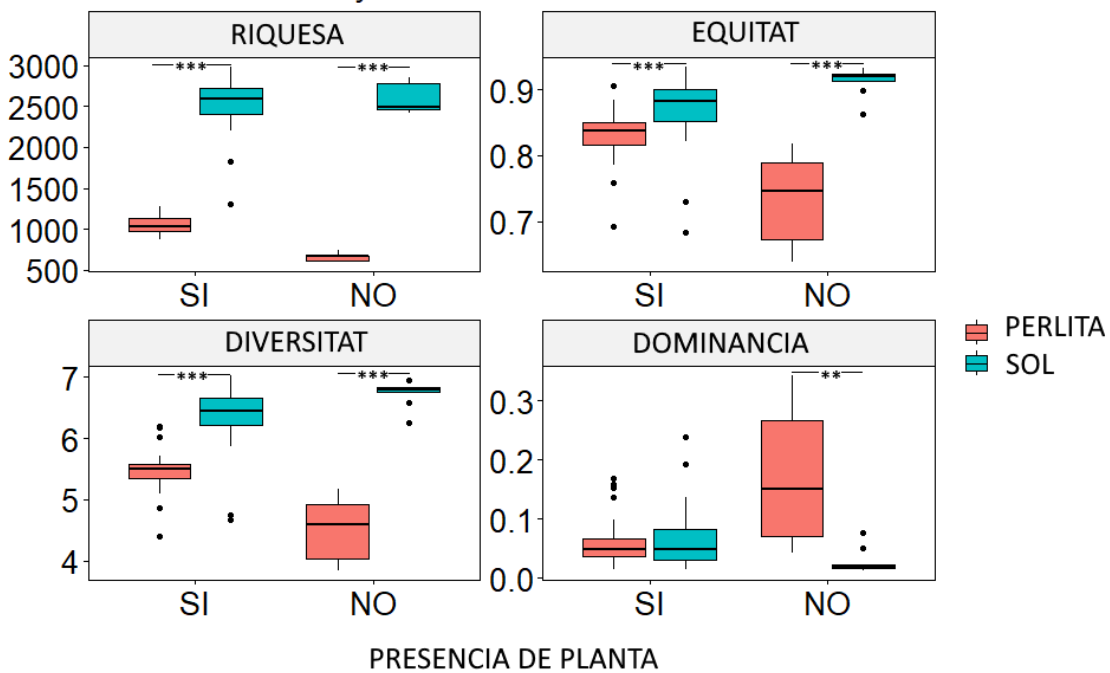 RIQUESA
***
***
3000
2500
2000
1500
1000
500
SI NO
EQUITAT
***
***
0.9
0.8
0.7
SI NO
DIVERSITAT
***
***
7
6
5
4
SI NO
DOMINANCIA
**
0.3
0.2
0.1
0.0
SI NO
PERLITA
SOL
PRESENCIA DE PLANTA